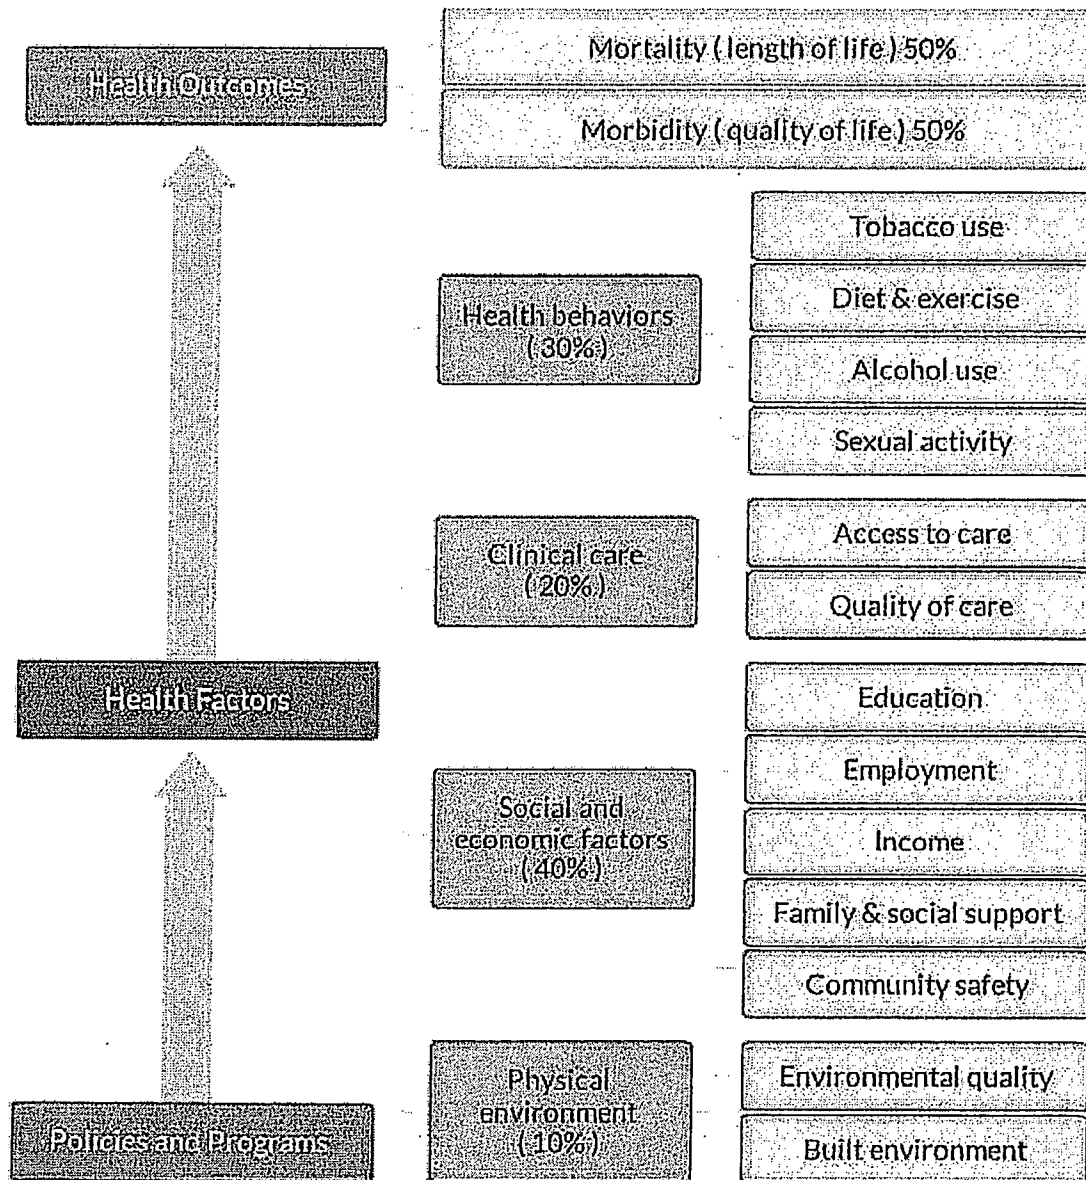 Health Outcomes
Mortality (length of life) 50%
Morbidity (quality of life) 50%
Health behaviors
(30%)
Tobacco use
Diet & exercise
Alcohol use
Sexual activity
Clinical care
(20%)
Access to care
Quality of care
Health Factors
Social and
economic factors
(40%)
Education
Employment
Income
Family & social support
Community safety
Physical
environment
(10%)
Environmental quality
Built environment
Policies and Programs